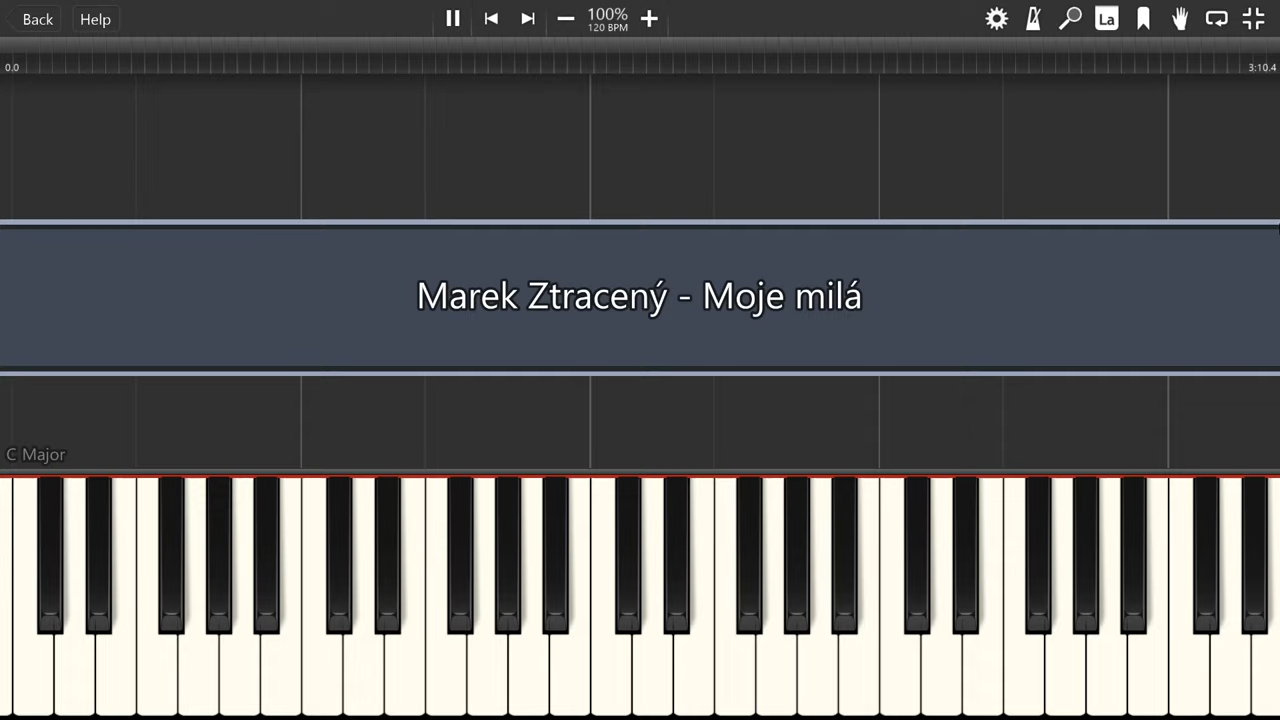 Back
Help
100%
120 BPM
La
0.0
3:10.4
Marek Ztracený - Moje milá
C Major